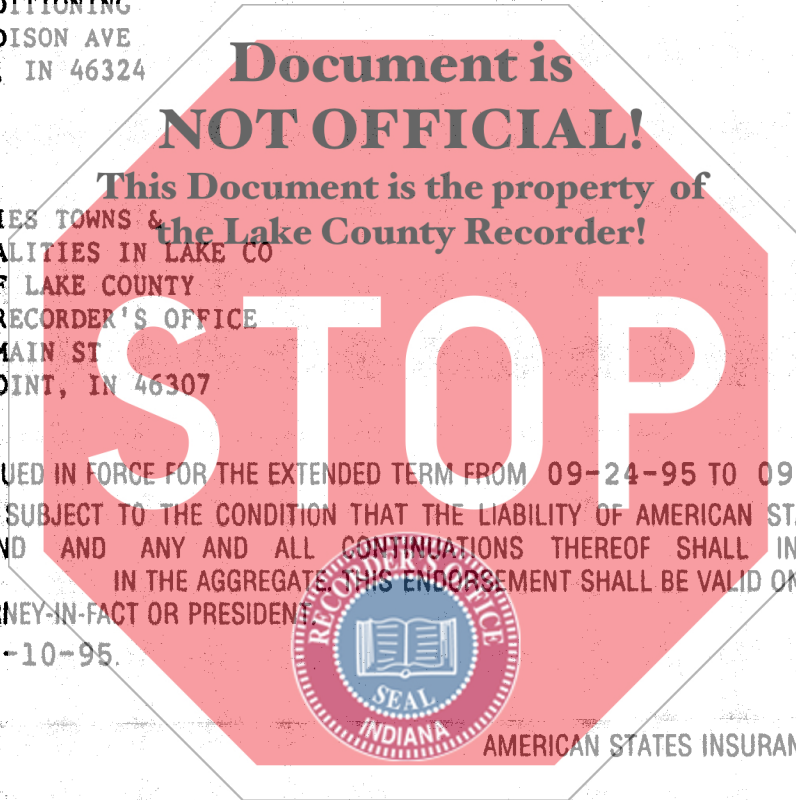 DITIONING
DISON AVE
, IN 46324
Document is
NOT OFFICIAL!
This Document is the property of
the Lake County Recorder!
IES TOWNS &
ALITIES IN LAKE CO
F LAKE COUNTY
RECORDER'S OFFICE
MAIN ST
OINT, IN 46307
STOP
UED IN FORCE FOR THE EXTENDED TERM FROM 09-24-95 TO 09
SUBJECT TO THE CONDITION THAT THE LIABILITY OF AMERICAN ST
ND AND ANY AND ALL CONTINUATIONS THEREOF SHALL IN
IN THE AGGREGATE. THIS ENDORSEMENT SHALL BE VALID ON
NEY-IN-FACT OR PRESIDENT.
-10-95.
RECORDER'S OFFICE
SEAL
INDIANA
AMERICAN STATES INSURAN